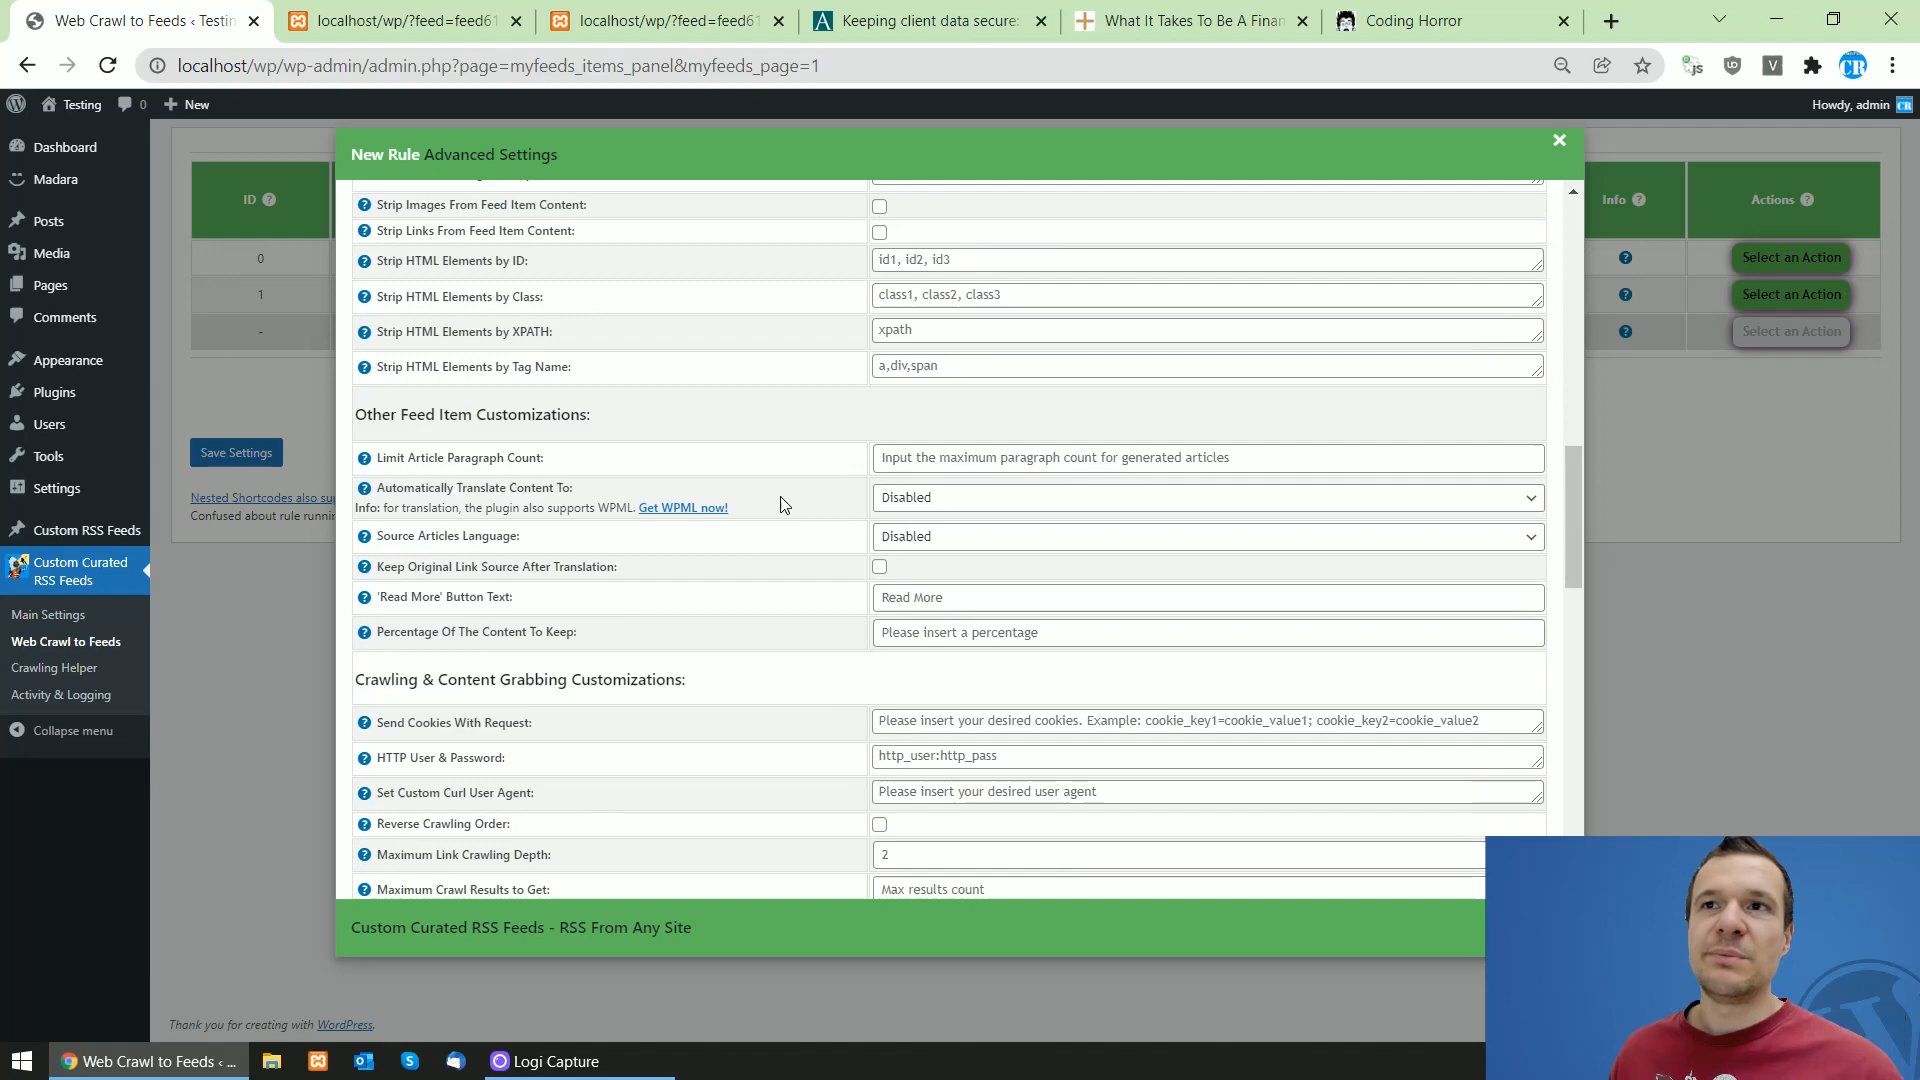 Web Crawl to Feeds ‹ Testin
localhost/wp/?feed=feed61
localhost/wp/?feed=feed61
Keeping client data secure:
What It Takes To Be A Finan
Coding Horror
localhost/wp/wp-admin/admin.php?page=myfeeds_items_panel&myfeeds_page=1
Testing
0
New
Howdy, admin
Dashboard
Madara
Posts
Media
Pages
Comments
Appearance
Plugins
Users
Tools
Settings
Custom RSS Feeds
Custom Curated
RSS Feeds
Main Settings
Web Crawl to Feeds
Crawling Helper
Activity & Logging
Collapse menu
ID
0
1
-
Save Settings
Nested Shortcodes also su
Confused about rule runnin
Thank you for creating with WordPress.
Info
Actions
Select an Action
Select an Action
Select an Action
New Rule Advanced Settings
Strip Images From Feed Item Content:
Strip Links From Feed Item Content:
Strip HTML Elements by ID:
id1, id2, id3
Strip HTML Elements by Class:
class1, class2, class3
Strip HTML Elements by XPATH:
xpath
Strip HTML Elements by Tag Name:
a,div,span
Other Feed Item Customizations:
Limit Article Paragraph Count:
Input the maximum paragraph count for generated articles
Automatically Translate Content To:
Info: for translation, the plugin also supports WPML. Get WPML now!
Disabled
Source Articles Language:
Disabled
Keep Original Link Source After Translation:
'Read More' Button Text:
Read More
Percentage Of The Content To Keep:
Please insert a percentage
Crawling & Content Grabbing Customizations:
Send Cookies With Request:
Please insert your desired cookies. Example: cookie_key1=cookie_value1; cookie_key2=cookie_value2
HTTP User & Password:
http_user:http_pass
Set Custom Curl User Agent:
Please insert your desired user agent
Reverse Crawling Order:
Maximum Link Crawling Depth:
2
Maximum Crawl Results to Get:
Max results count
Custom Curated RSS Feeds - RSS From Any Site
Web Crawl to Feeds ‹ ...
Logi Capture